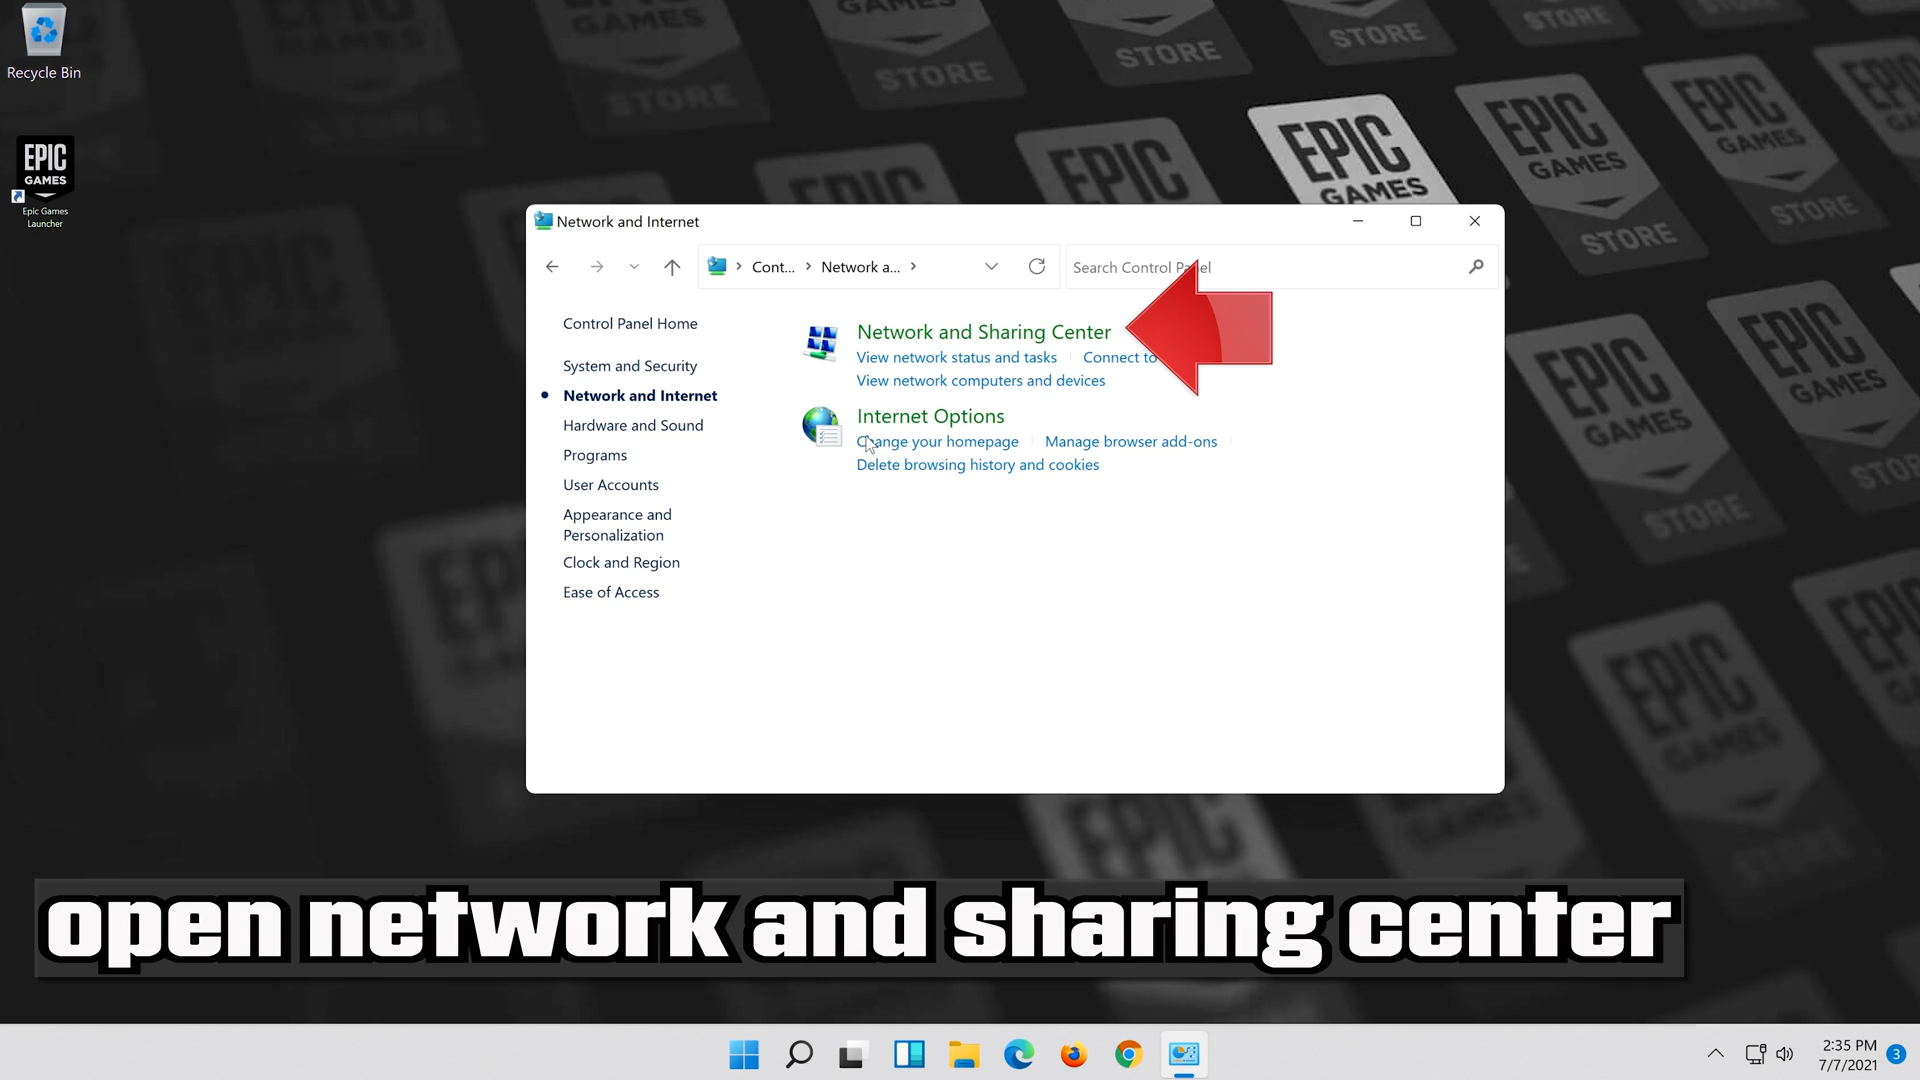 Recycle Bin
EPIC
GAMES
Epic Games
Launcher
EPIC
GAMES
STORE
Network and Internet
Cont...
Network a...
Search Control Panel
Control Panel Home
System and Security
Network and Internet
Hardware and Sound
Programs
User Accounts
Appearance and
Personalization
Clock and Region
Ease of Access
Network and Sharing Center
View network status and tasks
Connect to
View network computers and devices
Internet Options
Change your homepage
Manage browser add-ons
Delete browsing history and cookies
open network and sharing center
2:35 PM
7/7/2021
3